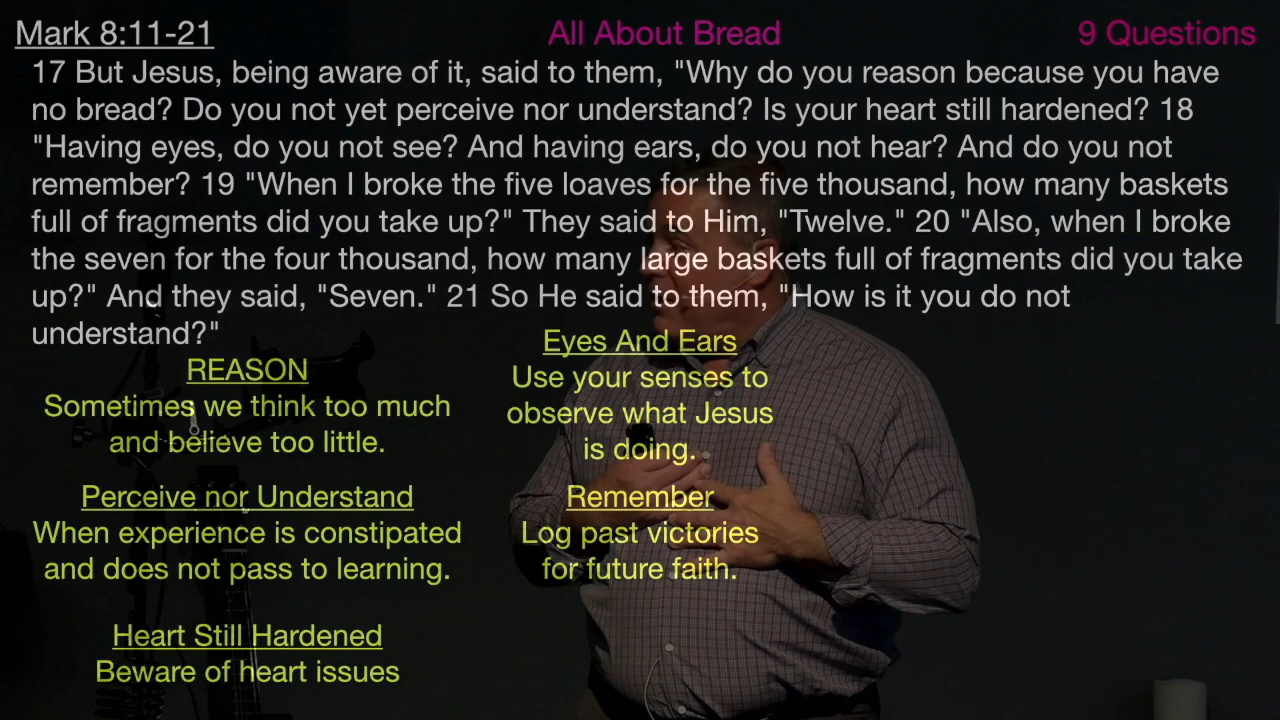 Mark 8:11-21
All About Bread
9 Questions
17 But Jesus, being aware of it, said to them, "Why do you reason because you have
no bread? Do you not yet perceive nor understand? Is your heart still hardened? 18
"Having eyes, do you not see? And having ears, do you not hear? And do you not
remember? 19 "When I broke the five loaves for the five thousand, how many baskets
full of fragments did you take up?" They said to Him, "Twelve." 20 "Also, when I broke
the seven for the four thousand, how many large baskets full of fragments did you take
up?" And they said, "Seven." 21 So He said to them, "How is it you do not
understand?"
REASON
Sometimes we think too much
and believe too little.
Perceive nor Understand
When experience is constipated
and does not pass to learning.
Heart Still Hardened
Beware of heart issues
Eyes And Ears
Use your senses to
observe what Jesus
is doing.
Remember
Log past victories
for future faith.